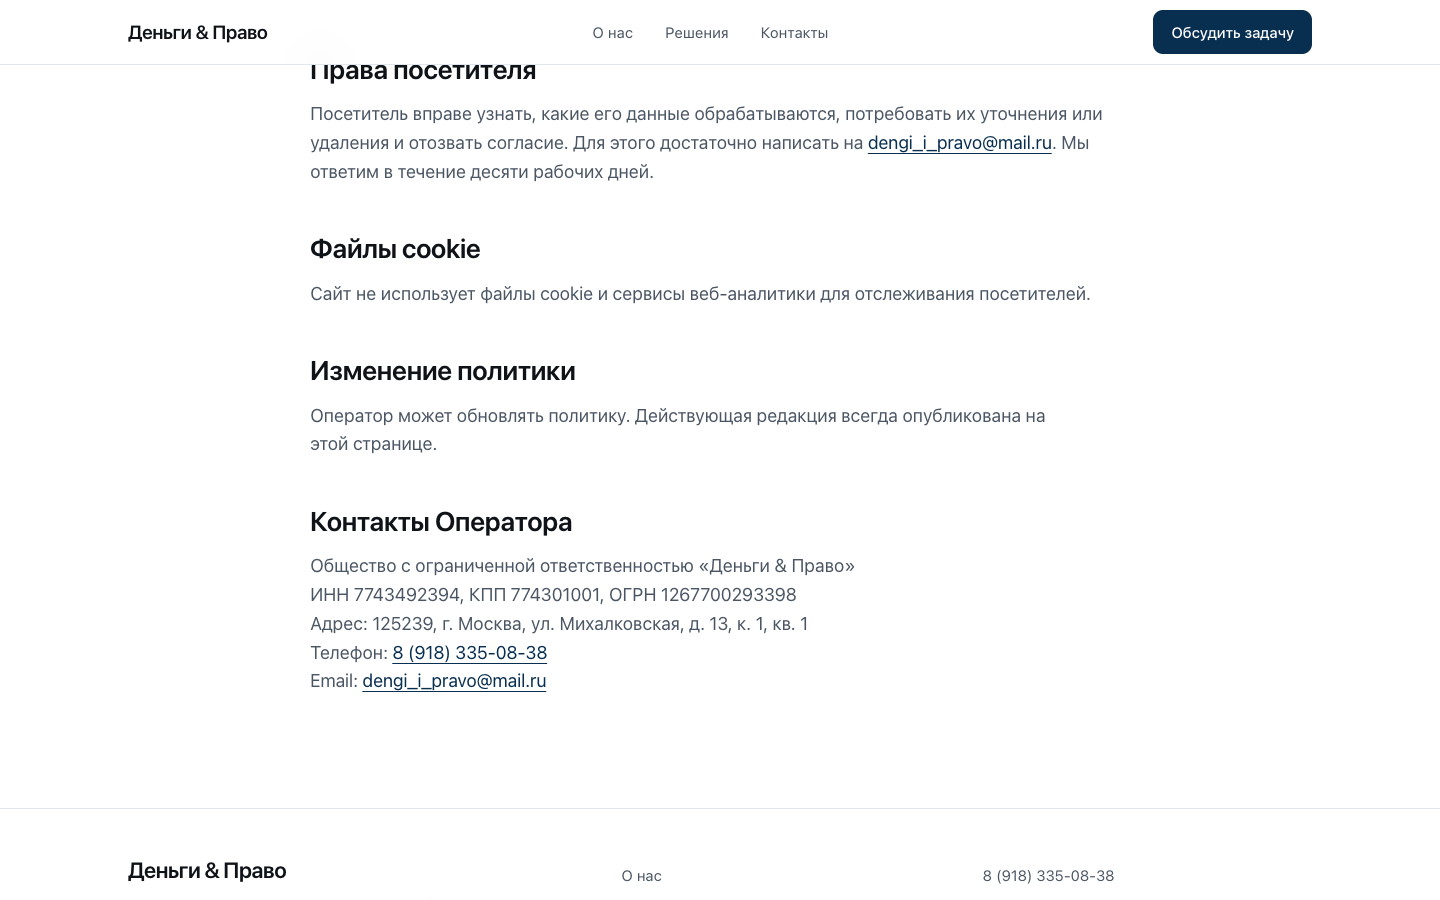 Деньги & Право
О нас
Решения
Контакты
Обсудить задачу
Права посетителя
Посетитель вправе узнать, какие его данные обрабатываются, потребовать их уточнения или
удаления и отозвать согласие. Для этого достаточно написать на dengi_i_pravo@mail.ru. Мы
ответим в течение десяти рабочих дней.
Файлы cookie
Сайт не использует файлы cookie и сервисы веб-аналитики для отслеживания посетителей.
Изменение политики
Оператор может обновлять политику. Действующая редакция всегда опубликована на
этой странице.
Контакты Оператора
Общество с ограниченной ответственностью «Деньги & Право»
ИНН 7743492394, КПП 774301001, ОГРН 1267700293398
Адрес: 125239, г. Москва, ул. Михалковская, д. 13, к. 1, кв. 1
Телефон: 8 (918) 335-08-38
Email: dengi_i_pravo@mail.ru
Деньги & Право
О нас
8 (918) 335-08-38